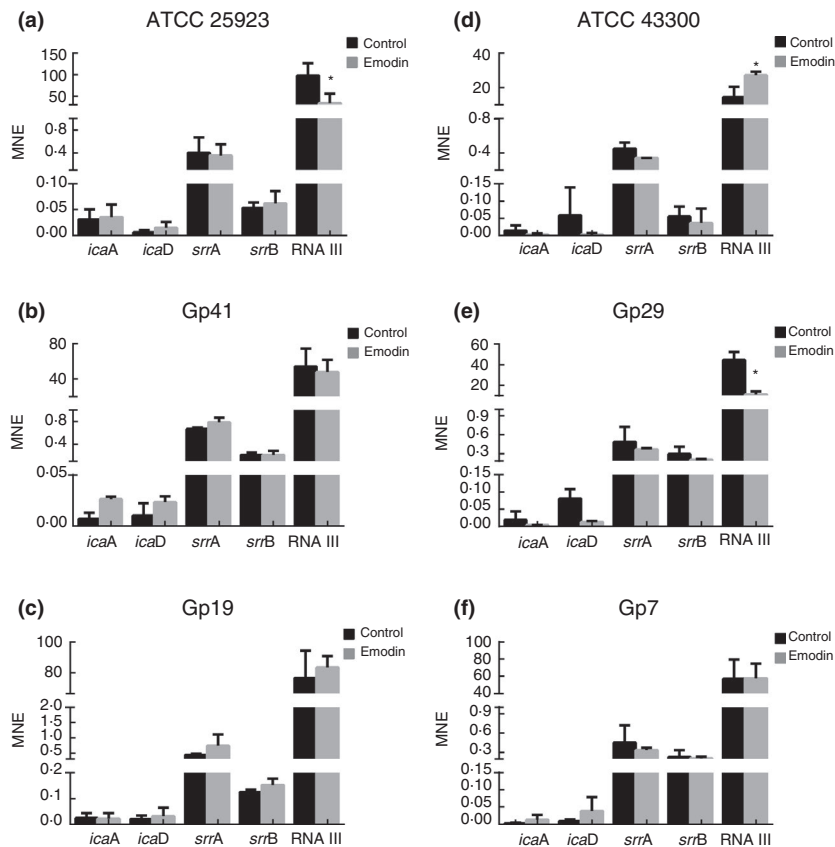 (a)
ATCC 25923
150
100
50
0·8
0·4
0·10
0·05
0·00
MNE
Control
Emodin
*
icaA icaD srrA srrB RNA III
(d)
ATCC 43300
40
20
0·8
0·4
0·15
0·10
0·05
0·00
MNE
Control
Emodin
*
icaA icaD srrA srrB RNA III
(b)
Gp41
80
40
0·8
0·4
0·05
0·00
MNE
Control
Emodin
icaA icaD srrA srrB RNA III
(e)
Gp29
60
40
20
0·9
0·6
0·3
0·15
0·10
0·05
0·00
MNE
Control
Emodin
*
icaA icaD srrA srrB RNA III
(c)
Gp19
100
80
2·0
1·5
1·0
0·5
0·2
0·1
0·0
MNE
Control
Emodin
icaA icaD srrA srrB RNA III
(f)
Gp7
100
80
60
40
0·9
0·6
0·3
0·15
0·10
0·05
0·00
MNE
Control
Emodin
icaA icaD srrA srrB RNA III